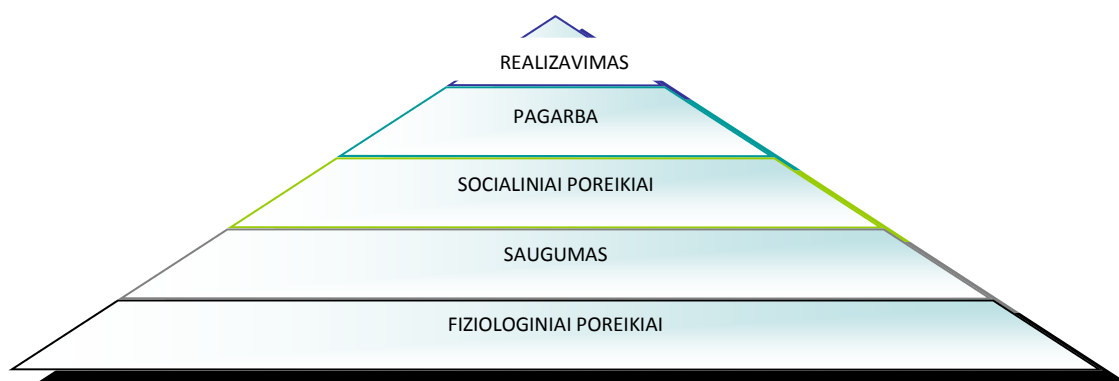 REALIZAVIMAS
PAGARBA
SOCIALINIAI POREIKIAI
SAUGUMAS
FIZIOLOGINIAI POREIKIAI